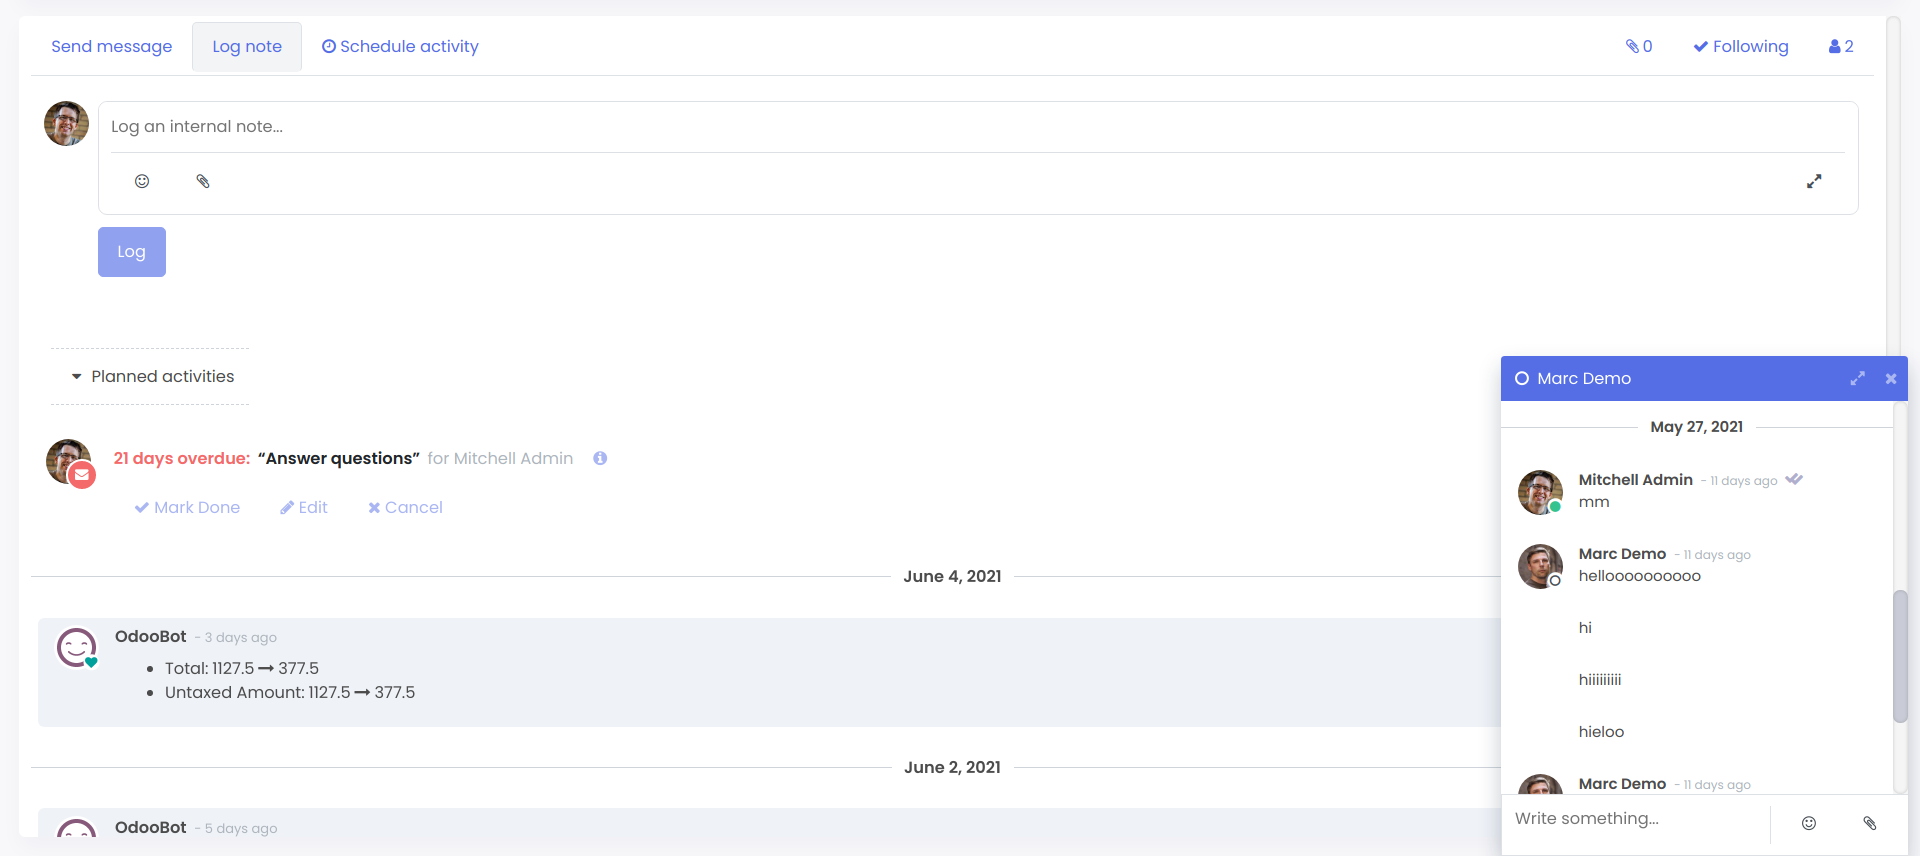 Send message
Log note
Schedule activity
0
Following
2
Log an internal note...
Log
Planned activities
21 days overdue: “Answer questions” for Mitchell Admin
Mark Done
Edit
Cancel
June 4, 2021
OdooBot - 3 days ago
Total: 1127.5 → 377.5
Untaxed Amount: 1127.5 → 377.5
June 2, 2021
OdooBot - 5 days ago
Marc Demo
May 27, 2021
Mitchell Admin - 11 days ago
mm
Marc Demo - 11 days ago
helloooooooooo
hi
hiiiiiiiii
hieloo
Marc Demo - 11 days ago
Write something...